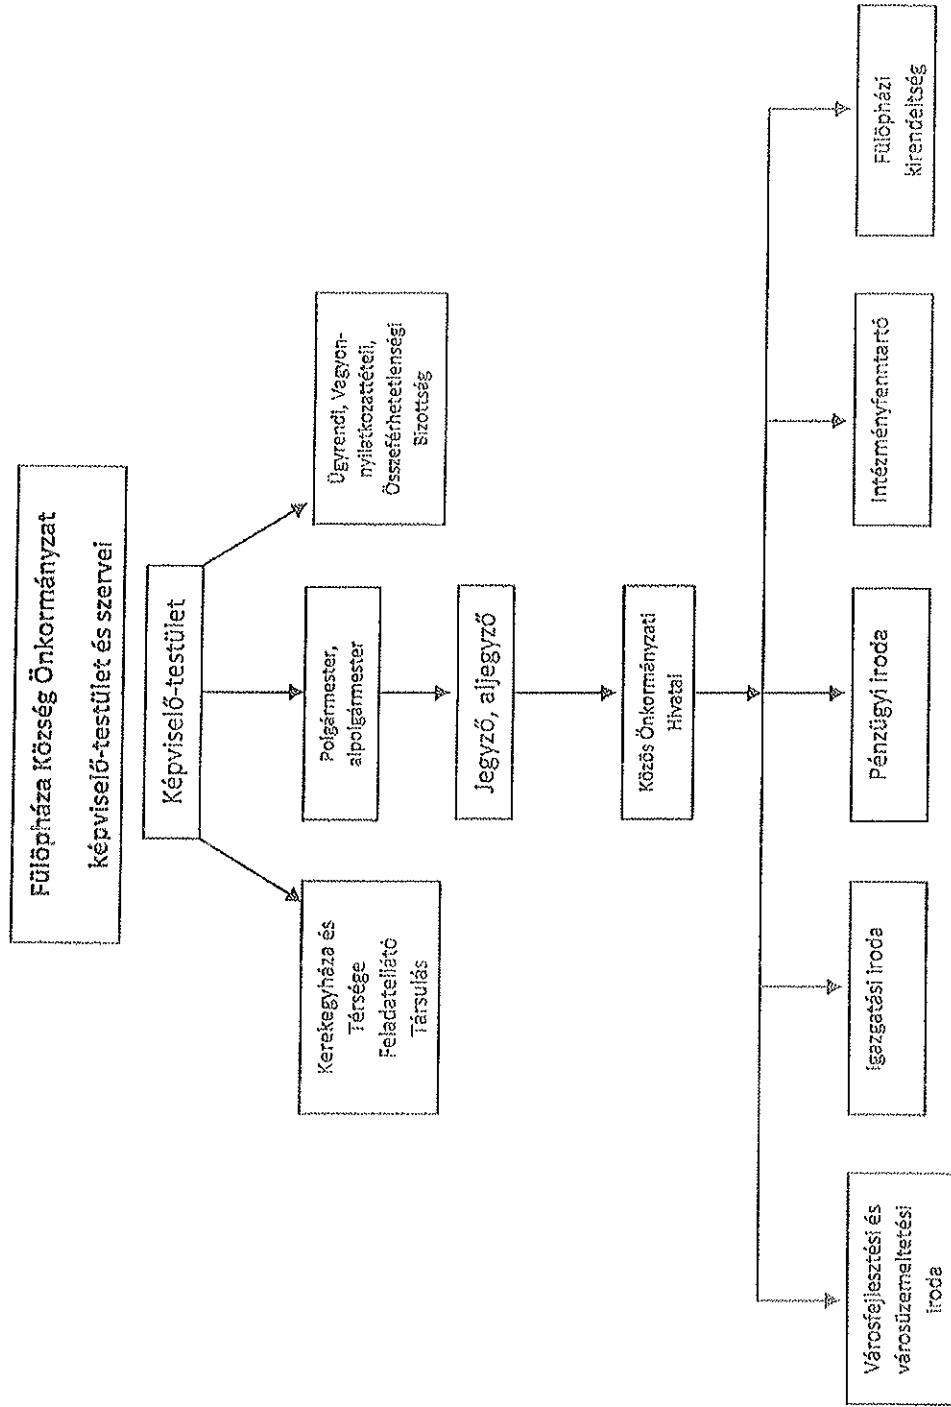 Fülöpháza Község Önkormányzat
képviselő-testület és szervei
Képviselő-testület
Kerekegyháza és
Térsége
Feladatellátó
Társulás
Polgármester,
alpolgármester
Ügyrendi, Vagyon-
nyilatkozattételi,
Összeférhetetlenségi
Bizottság
Jegyző, aljegyző
Közös Önkormányzati
Hivatal
Városfejlesztési és
városüzemeltetési
iroda
Igazgatási iroda
Pénzügyi iroda
Intézményfenntartó
Fülöpházi
kirendeltség